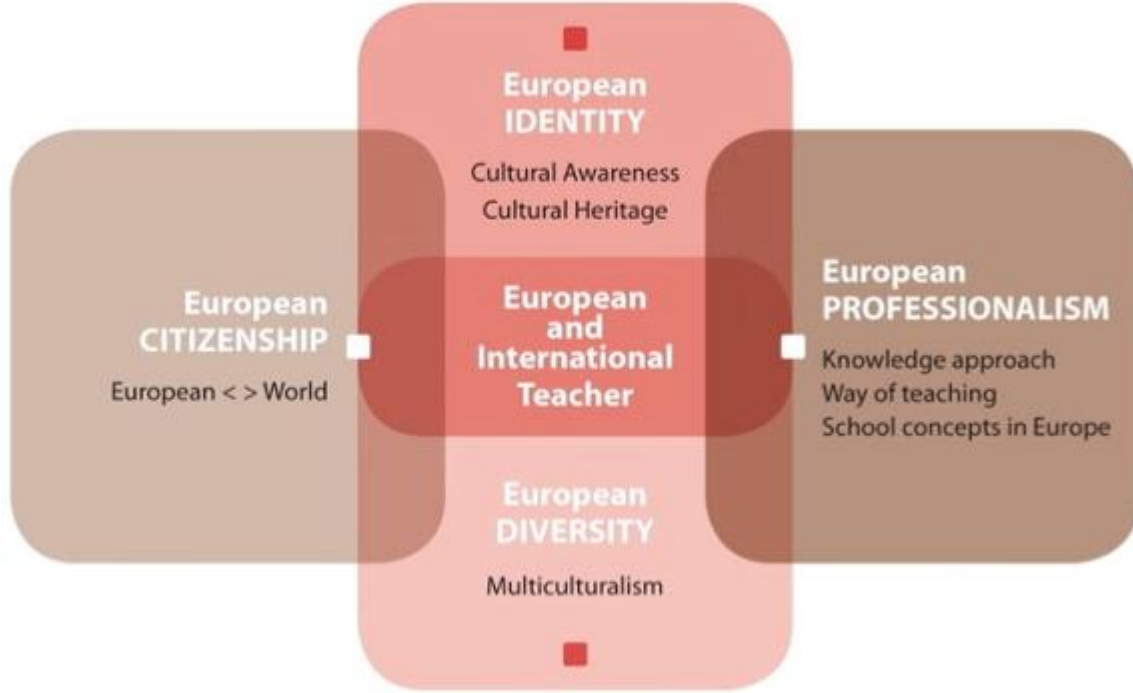 European
IDENTITY
Cultural Awareness
Cultural Heritage
European
CITIZENSHIP
European < > World
European
and
International
Teacher
European
PROFESSIONALISM
Knowledge approach
Way of teaching
School concepts in Europe
European
DIVERSITY
Multiculturalism